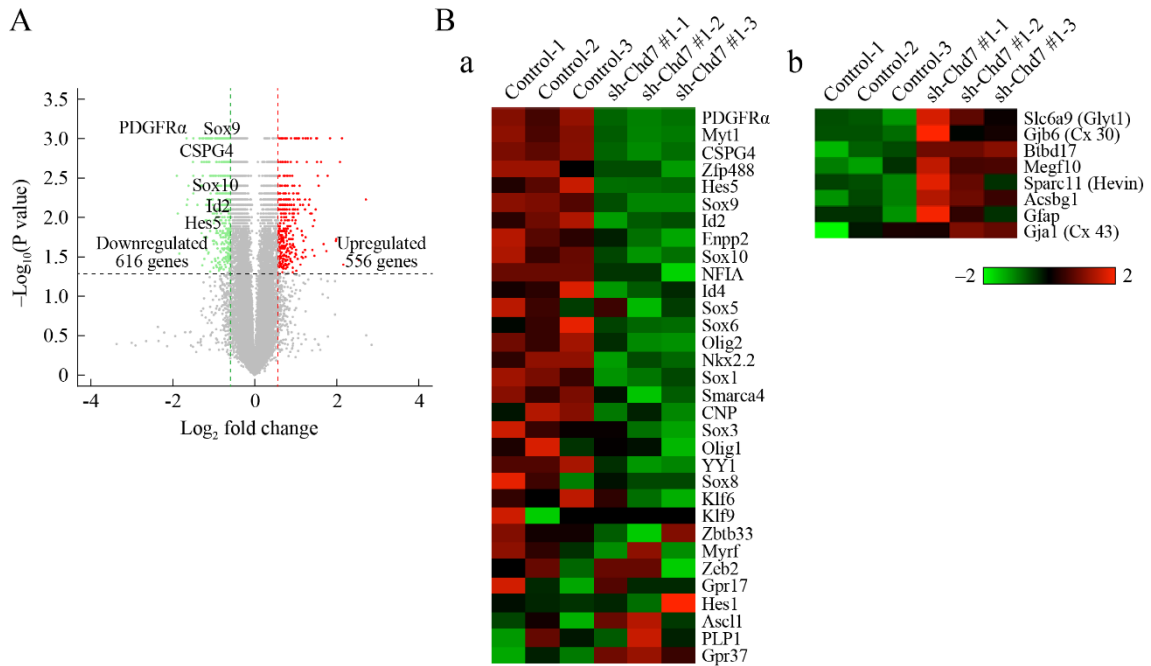 A
3.5
3.0
2.5
2.0
1.5
1.0
0.5
0
–Log10(P value)
PDGFRα
Sox9
CSPG4
Sox10
Id2
Hes5
Downregulated
616 genes
Upregulated
556 genes
-4
-2
0
2
4
Log2 fold change
B
a
Control-1
Control-2
Control-3
sh-Chd7 #1-1
sh-Chd7 #1-2
sh-Chd7 #1-3
PDGFRα
Myt1
CSPG4
Zfp488
Hes5
Sox9
Id2
Enpp2
Sox10
NFIA
Id4
Sox5
Sox6
Olig2
Nkx2.2
Sox1
Smarca4
CNP
Sox3
Olig1
YY1
Sox8
Klf6
Klf9
Zbtb33
Myrf
Zeb2
Gpr17
Hes1
Ascl1
PLP1
Gpr37
b
Control-1
Control-2
Control-3
sh-Chd7 #1-1
sh-Chd7 #1-2
sh-Chd7 #1-3
Slc6a9 (Glyt1)
Gjb6 (Cx 30)
Btbd17
Megf10
Sparc11 (Hevin)
Acsbg1
Gfap
Gja1 (Cx 43)
–2
2